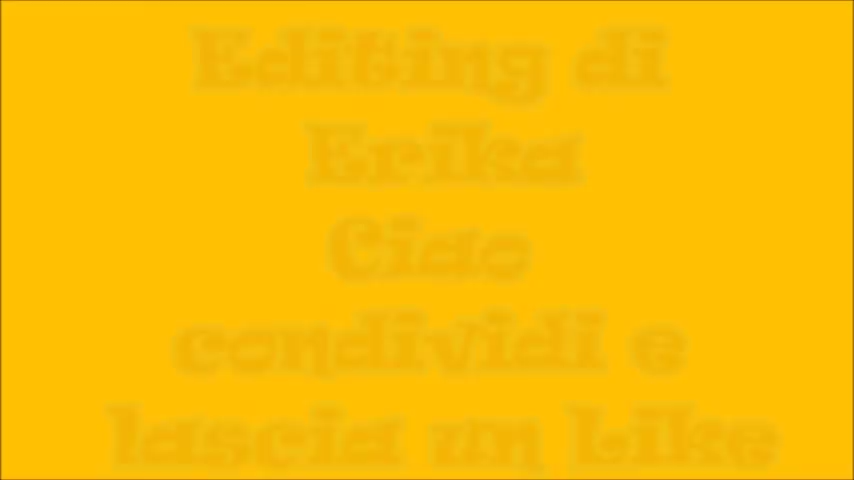 Editing di
Erika
Ciao
condividi e
lascia un Like